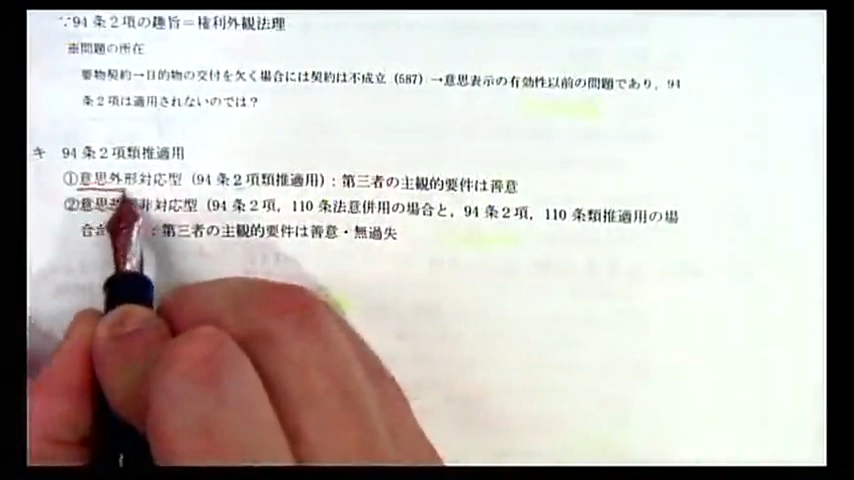 ∵94条2項の趣旨=権利外観法理
※問題の所在
要物契約→目的物の交付を欠く場合には契約は不成立(587)→意思表示の有効性以前の問題であり、94
条2項は適用されないのでは?
キ 94条2項類推適用
①意思外形対応型(94条2項類推適用):第三者の主観的要件は善意
②意思 非対応型(94条2項,110条法意併用の場合と,94条2項,110条類推適用の場
合 :第三者の主観的要件は善意・無過失